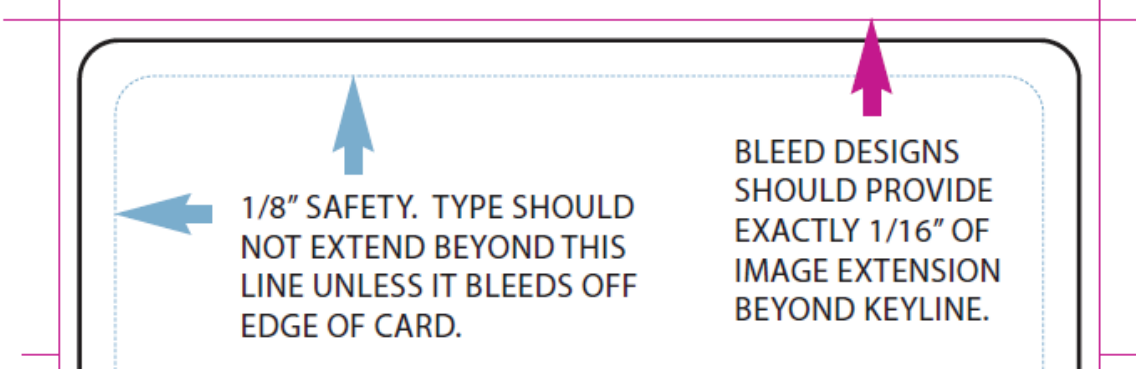 1/8" SAFETY.  TYPE SHOULD
NOT EXTEND BEYOND THIS
LINE UNLESS IT BLEEDS OFF
EDGE OF CARD.
BLEED DESIGNS
SHOULD PROVIDE
EXACTLY 1/16" OF
IMAGE EXTENSION
BEYOND KEYLINE.